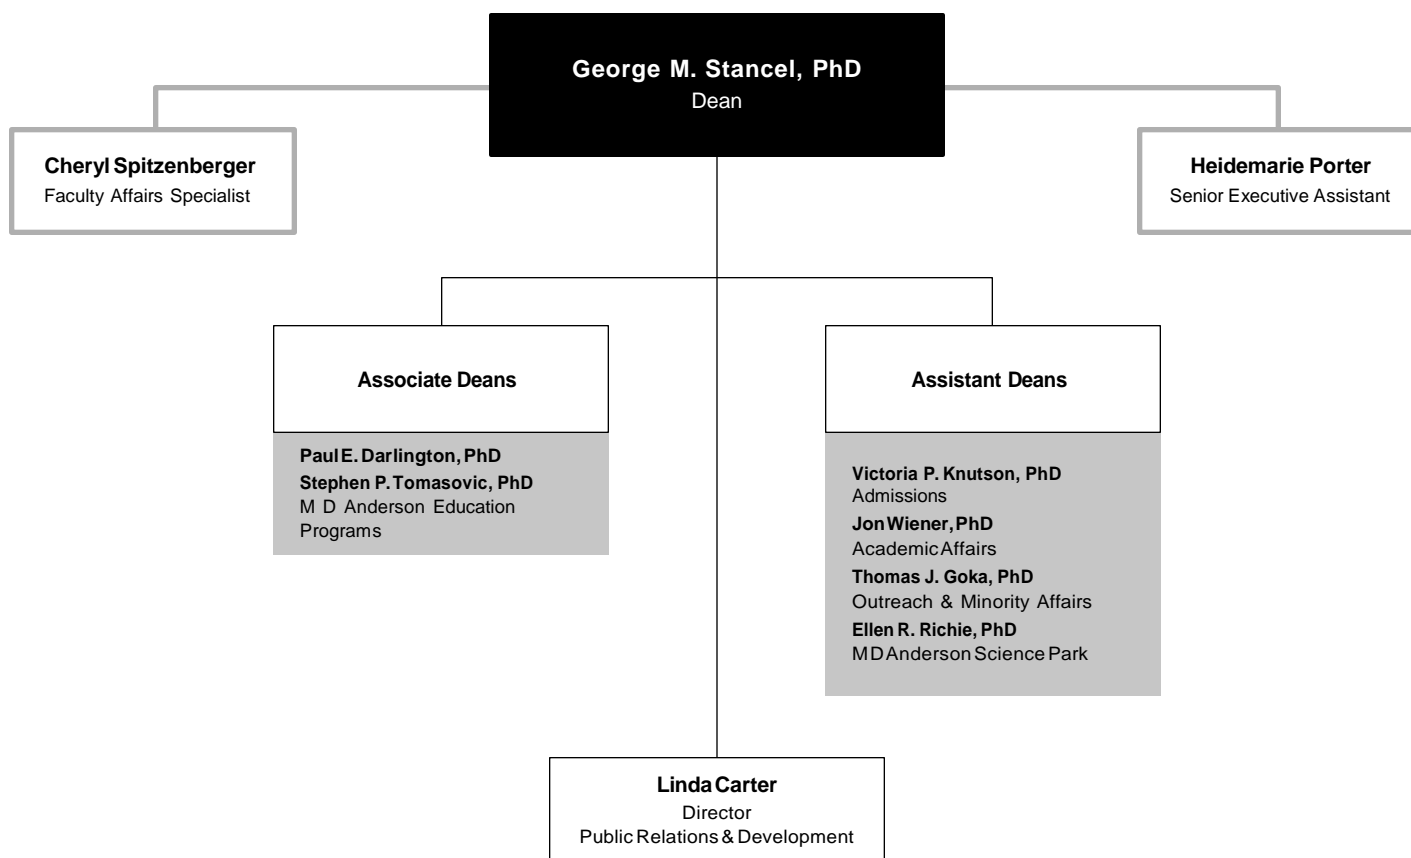 George M. Stancel, PhD
Dean
Cheryl Spitzenberger
Faculty Affairs Specialist
Heidemarie Porter
Senior Executive Assistant
Associate Deans
Paul E. Darlington, PhD
Stephen P. Tomasovic, PhD
M D Anderson Education
Programs
Assistant Deans
Victoria P. Knutson, PhD
Admissions
Jon Wiener, PhD
Academic Affairs
Thomas J. Goka, PhD
Outreach & Minority Affairs
Ellen R. Richie, PhD
M D Anderson Science Park
Linda Carter
Director
Public Relations & Development